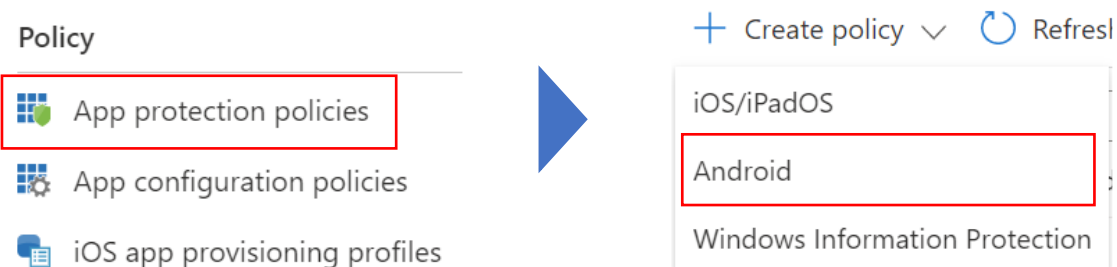 Policy
App protection policies
App configuration policies
iOS app provisioning profiles
Create policy
Refresh
iOS/iPadOS
Android
Windows Information Protection